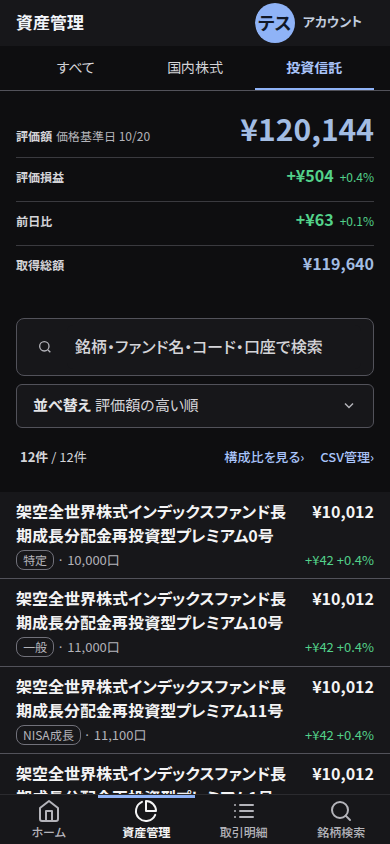 資産管理
テス アカウント
すべて 国内株式 投資信託
評価額 価格基準日 10/20 ¥120,144
評価損益 +¥504 +0.4%
前日比 +¥63 +0.1%
取得総額 ¥119,640
銘柄・ファンド名・コード・口座で検索
並べ替え 評価額の高い順
12件 / 12件 構成比を見る› CSV管理›
架空全世界株式インデックスファンド長 ¥10,012
期成長分配金再投資型プレミアム0号
特定 · 10,000口 +¥42 +0.4%
架空全世界株式インデックスファンド長 ¥10,012
期成長分配金再投資型プレミアム10号
一般 · 11,000口 +¥42 +0.4%
架空全世界株式インデックスファンド長 ¥10,012
期成長分配金再投資型プレミアム11号
NISA成長 · 11,100口 +¥42 +0.4%
架空全世界株式インデックスファンド長 ¥10,012
ホーム 資産管理 取引明細 銘柄検索